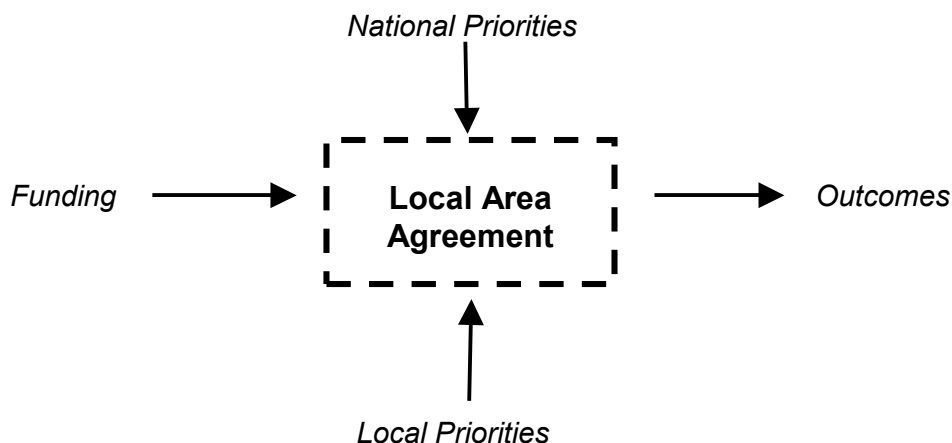 National Priorities
Funding
Local Area
Agreement
Outcomes
Local Priorities